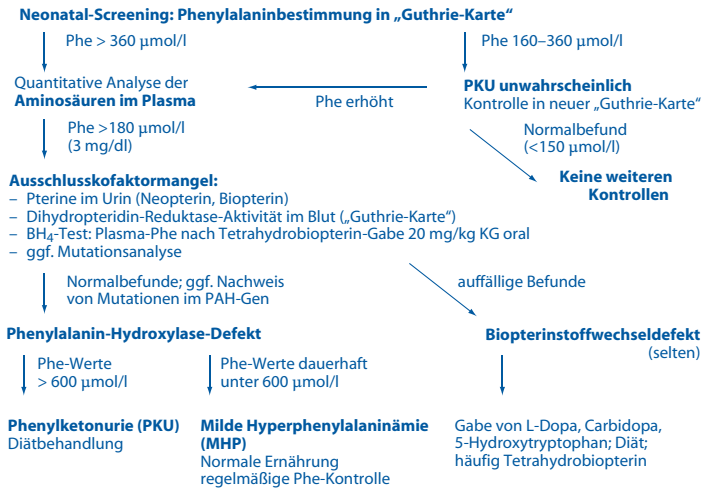 Neonatal-Screening: Phenylalaninbestimmung in „Guthrie-Karte“
Phe > 360 µmol/l
Phe 160–360 µmol/l
Quantitative Analyse der
Aminosäuren im Plasma
Phe erhöht
PKU unwahrscheinlich
Kontrolle in neuer „Guthrie-Karte“
Phe >180 µmol/l
(3 mg/dl)
Normalbefund
(<150 µmol/l)
Keine weiteren
Kontrollen
Ausschlusskofaktormangel:
– Pterine im Urin (Neopterin, Biopterin)
– Dihydropteridin-Reduktase-Aktivität im Blut („Guthrie-Karte“)
– BH4-Test: Plasma-Phe nach Tetrahydrobiopterin-Gabe 20 mg/kg KG oral
– ggf. Mutationsanalyse
Normalbefunde; ggf. Nachweis
von Mutationen im PAH-Gen
auffällige Befunde
Phenylalanin-Hydroxylase-Defekt
Biopterinstoffwechseldefekt
(selten)
Phe-Werte
> 600 µmol/l
Phe-Werte dauerhaft
unter 600 µmol/l
Phenylketonurie (PKU)
Diätbehandlung
Milde Hyperphenylalaninämie
(MHP)
Normale Ernährung
regelmäßige Phe-Kontrolle
Gabe von L-Dopa, Carbidopa,
5-Hydroxytryptophan; Diät;
häufig Tetrahydrobiopterin